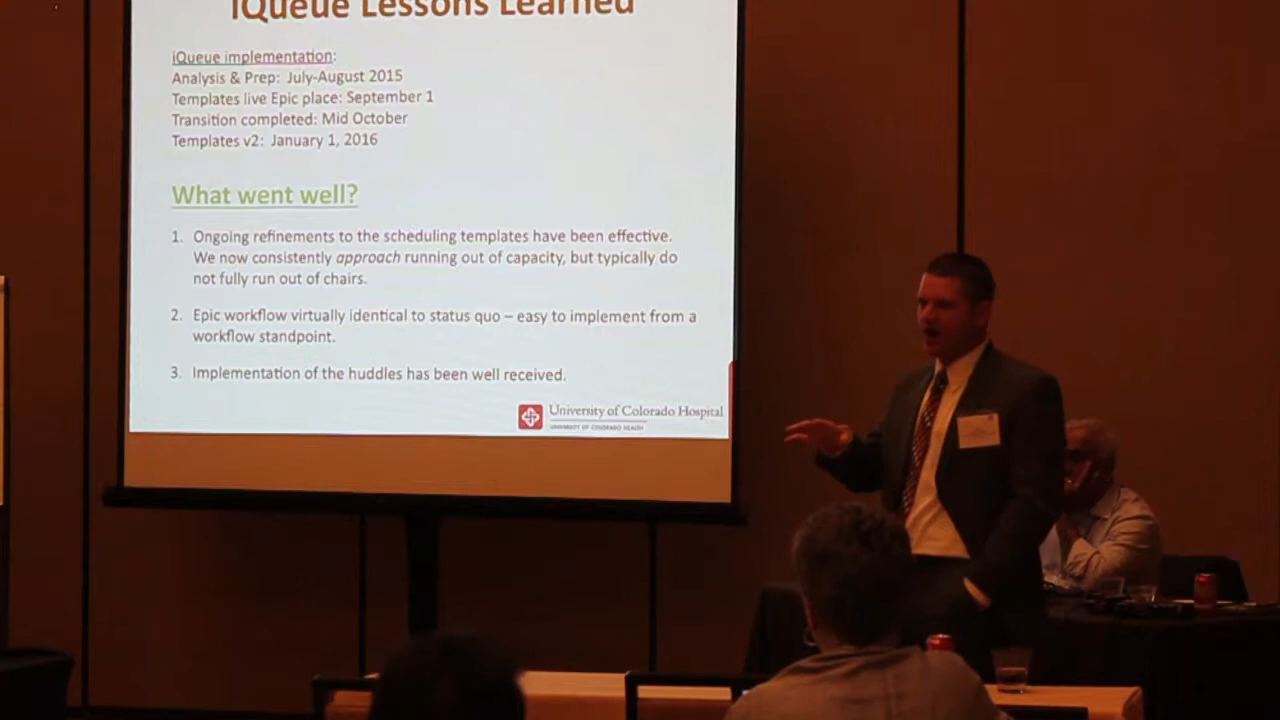 iQueue Lessons Learned
iQueue implementation:
Analysis & Prep: July-August 2015
Templates live Epic place: September 1
Transition completed: Mid October
Templates v2: January 1, 2016
What went well?
1. Ongoing refinements to the scheduling templates have been effective.
We now consistently approach running out of capacity, but typically do
not fully run out of chairs.
2. Epic workflow virtually identical to status quo – easy to implement from a
workflow standpoint.
3. Implementation of the huddles has been well received.
University of Colorado Hospital
UNIVERSITY OF COLORADO HEALTH